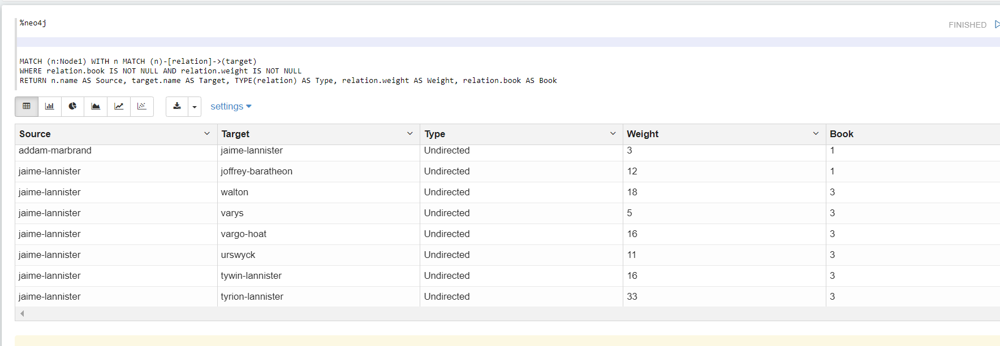 %neo4j
FINISHED
MATCH (n:Node1) WITH n MATCH (n)-[relation]->(target)
WHERE relation.book IS NOT NULL AND relation.weight IS NOT NULL
RETURN n.name AS Source, target.name AS Target, TYPE(relation) AS Type, relation.weight AS Weight, relation.book AS Book
settings
Source Target Type Weight Book
addam-marbrand jaime-lannister Undirected 3 1
jaime-lannister joffrey-baratheon Undirected 12 1
jaime-lannister walton Undirected 18 3
jaime-lannister varys Undirected 5 3
jaime-lannister vargo-hoat Undirected 16 3
jaime-lannister urswyck Undirected 11 3
jaime-lannister tywin-lannister Undirected 16 3
jaime-lannister tyrion-lannister Undirected 33 3